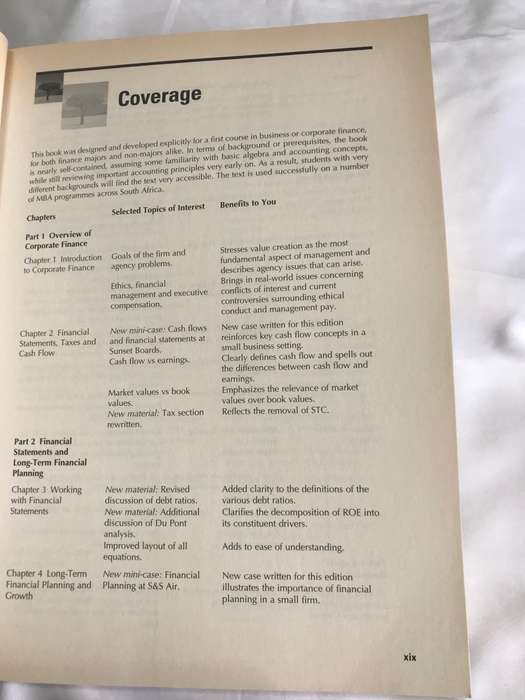 Coverage
This book was designed and developed explicitly for a first course in business or corporate finance,
for both finance majors and non-majors alike. In terms of background or prerequisites, the book
is nearly self-contained, assuming some familiarity with basic algebra and accounting concepts,
while still reviewing important accounting principles very early on. As a result, students with very
different backgrounds will find the text very accessible. The text is used successfully on a number
of MBA programmes across South Africa.
Chapters
Selected Topics of Interest
Benefits to You
Part 1 Overview of
Corporate Finance
Chapter 1 Introduction
to Corporate Finance
Goals of the firm and
agency problems.
Stresses value creation as the most
fundamental aspect of management and
describes agency issues that can arise.
Ethics, financial
management and executive
compensation.
Brings in real-world issues concerning
conflicts of interest and current
controversies surrounding ethical
conduct and management pay.
Chapter 2 Financial
Statements, Taxes and
Cash Flow
New mini-case: Cash flows
and financial statements at
Sunset Boards.
New case written for this edition
reinforces key cash flow concepts in a
small business setting.
Cash flow vs earnings.
Clearly defines cash flow and spells out
the differences between cash flow and
earnings.
Market values vs book
values.
Emphasizes the relevance of market
values over book values.
New material: Tax section
rewritten.
Reflects the removal of STC.
Part 2 Financial
Statements and
Long-Term Financial
Planning
Chapter 3 Working
with Financial
Statements
New material: Revised
discussion of debt ratios.
Added clarity to the definitions of the
various debt ratios.
New material: Additional
discussion of Du Pont
analysis.
Clarifies the decomposition of ROE into
its constituent drivers.
Improved layout of all
equations.
Adds to ease of understanding.
Chapter 4 Long-Term
Financial Planning and
Growth
New mini-case: Financial
Planning at S&S Air.
New case written for this edition
illustrates the importance of financial
planning in a small firm.
xix